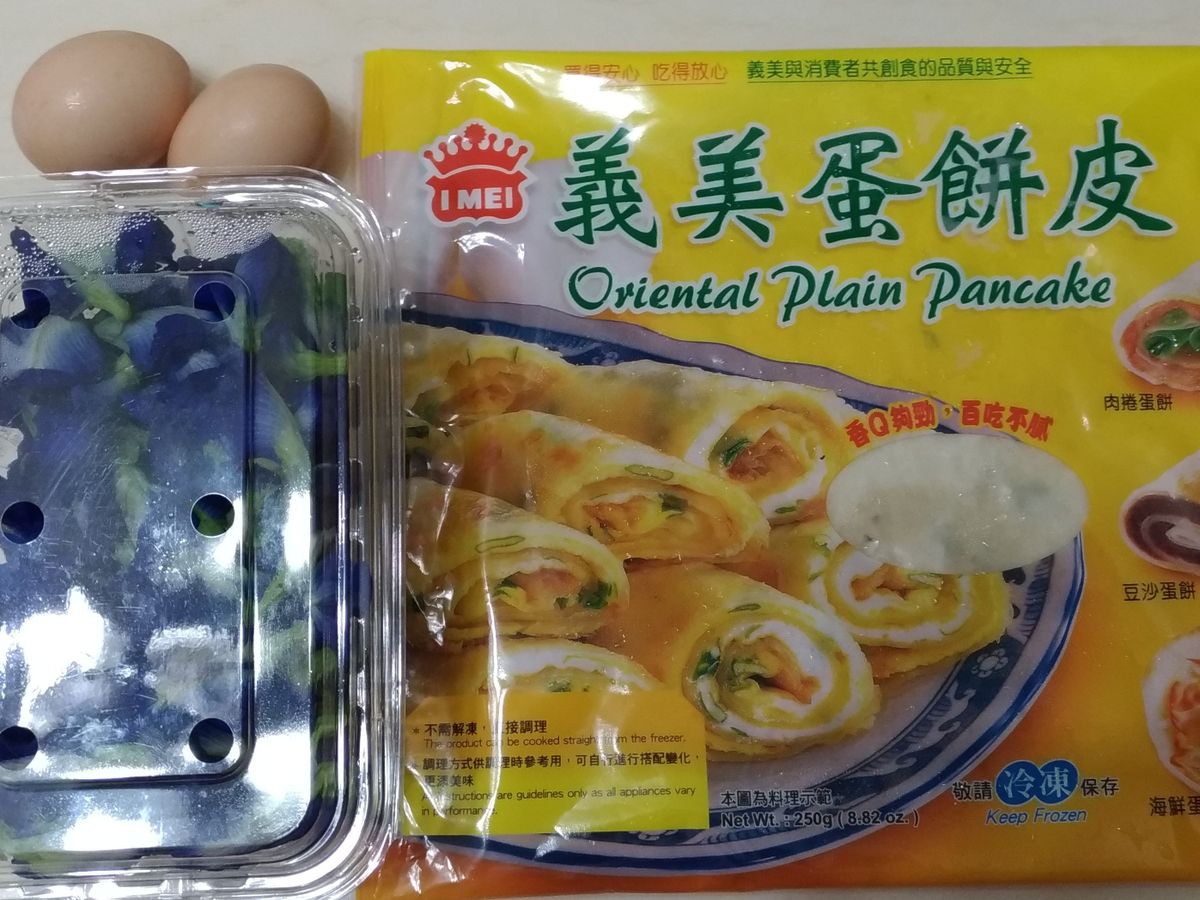 買得安心 吃得放心 義美與消費者共創食的品質與安全
I MEI
義美蛋餅皮
Oriental Plain Pancake
肉捲蛋餅
香Q夠勁，百吃不膩
豆沙蛋餅
* 不需解凍，直接調理
The product can be cooked straight from the freezer.
* 調理方式供調理時參考用，可自行進行搭配變化，
更添美味
All instructions are guidelines only as all appliances vary
in performance.
本圖為料理示範
Net Wt. : 250g ( 8.82 oz. )
敬請冷凍保存
Keep Frozen
海鮮蛋